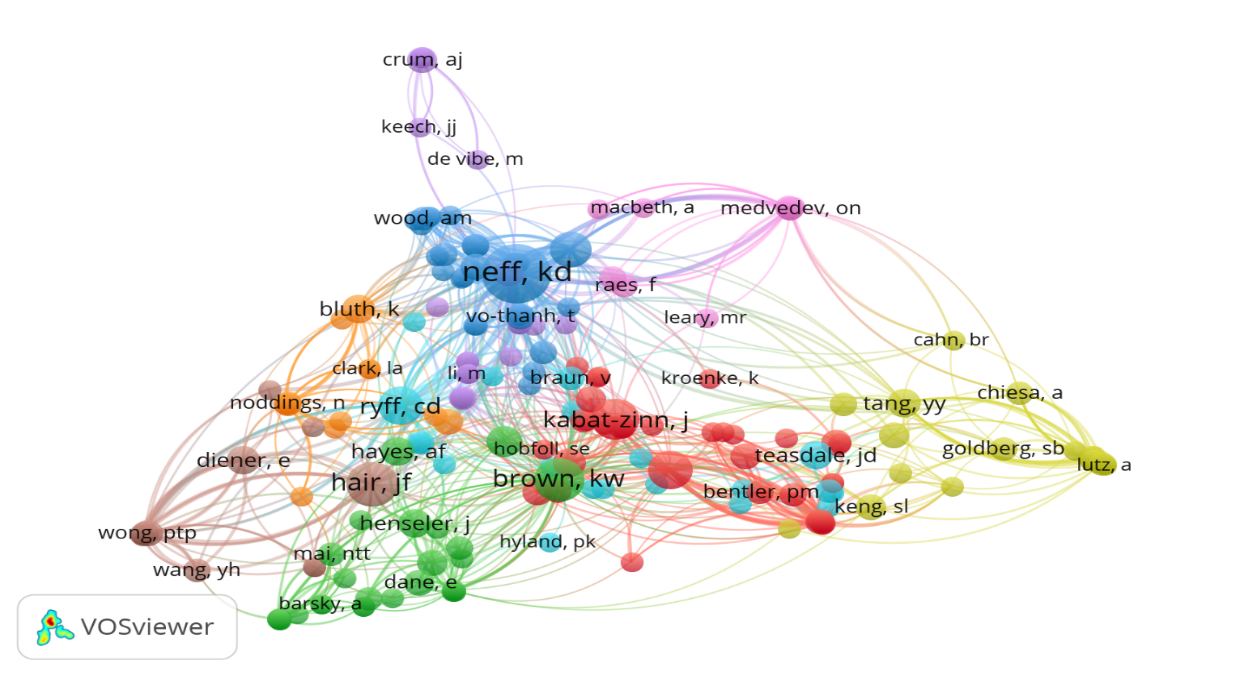 crum, aj
keech, jj
de vibe, m
wood, am
macbeth, a
medvedev, on
neff, kd
raes, f
bluth, k
vo-thanh, t
leary, mr
cahn, br
clark, la
li, m
braun, v
kroenke, k
chiesa, a
noddings, n
ryff, cd
tang, yy
kabat-zinn, j
hayes, af
hobfoll, se
teasdale, jd
goldberg, sb
diener, e
lutz, a
hair, jf
brown, kw
bentler, pm
keng, sl
wong, ptp
henseler, j
hyland, pk
mai, ntt
wang, yh
dane, e
barsky, a
VOSviewer